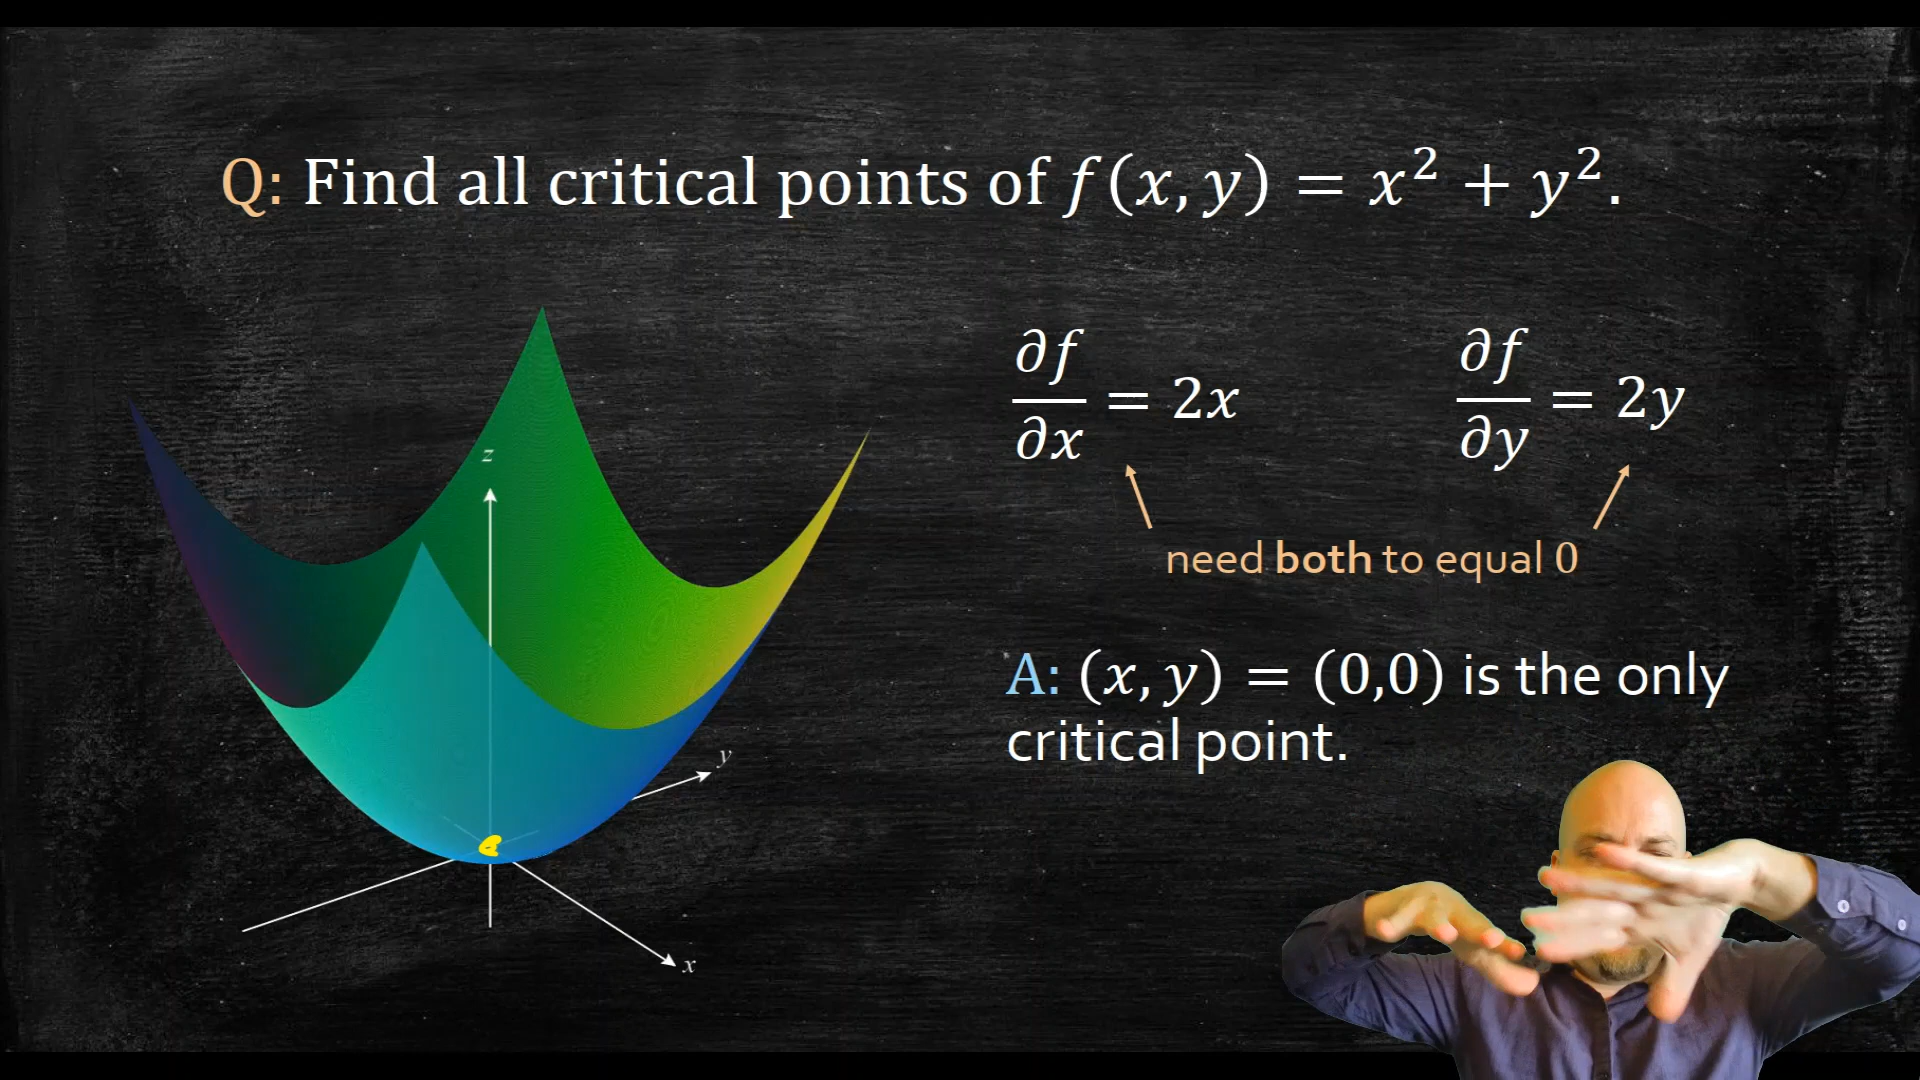 Q: Find all critical points of f(x, y) = x² + y².
∂f/∂x = 2x
∂f/∂y = 2y
need both to equal 0
A: (x, y) = (0,0) is the only
critical point.
z
y
x